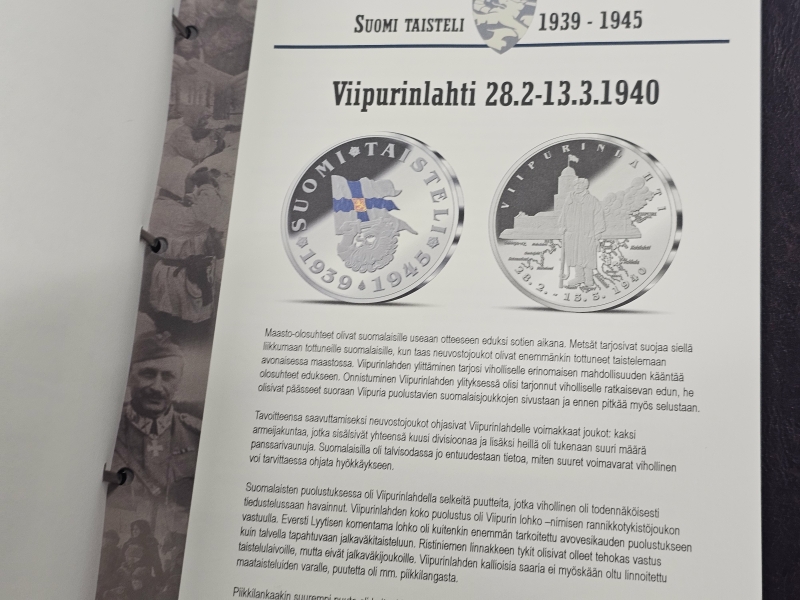 SUOMI TAISTELI 1939 - 1945
Viipurinlahti 28.2-13.3.1940
SUOMI TAISTELI
1939 1945
VIIPURINLAHTI
28.2. - 13.3. 1940
Maasto-olosuhteet olivat suomalaisille useaan otteeseen eduksi sotien aikana. Metsät tarjosivat suojaa siellä
liikkumaan tottuneille suomalaisille, kun taas neuvostojoukot olivat enemmänkin tottuneet taistelemaan
avonaisessa maastossa. Viipurinlahden ylittäminen tarjosi viholliselle erinomaisen mahdollisuuden kääntää
olosuhteet edukseen. Onnistuminen Viipurinlahden ylityksessä olisi tarjonnut viholliselle ratkaisevan edun, he
olisivat päässeet suoraan Viipuria puolustavien suomalaisjoukkojen sivustaan ja ennen pitkää myös selustaan.
Tavoitteensa saavuttamiseksi neuvostojoukot ohjasivat Viipurinlahdelle voimakkaat joukot: kaksi
armeijakuntaa, jotka sisälsivät yhteensä kuusi divisioonaa ja lisäksi heillä oli tukenaan suuri määrä
panssarivaunuja. Suomalaisilla oli talvisodassa jo entuudestaan tietoa, miten suuret voimavarat vihollinen
voi tarvittaessa ohjata hyökkäykseen.
Suomalaisten puolustuksessa oli Viipurinlahdella selkeitä puutteita, jotka vihollinen oli todennäköisesti
tiedustelussaan havainnut. Viipurinlahden koko puolustus oli Viipurin lohko –nimisen rannikkotykistöjoukon
vastuulla. Eversti Lyytisen komentama lohko oli kuitenkin enemmän tarkoitettu avovesikauden puolustukseen
kuin talvella tapahtuvaan jalkaväkitaisteluun. Ristiniemen linnakkeen tykit olisivat olleet tehokas vastus
taistelulaivoille, mutta eivät jalkaväkijoukoille. Viipurinlahden kallioisia saaria ei myöskään oltu linnoitettu
maataisteluiden varalle, puutetta oli mm. piikkilangasta.
Piikkilankaakin suurempi puute oli